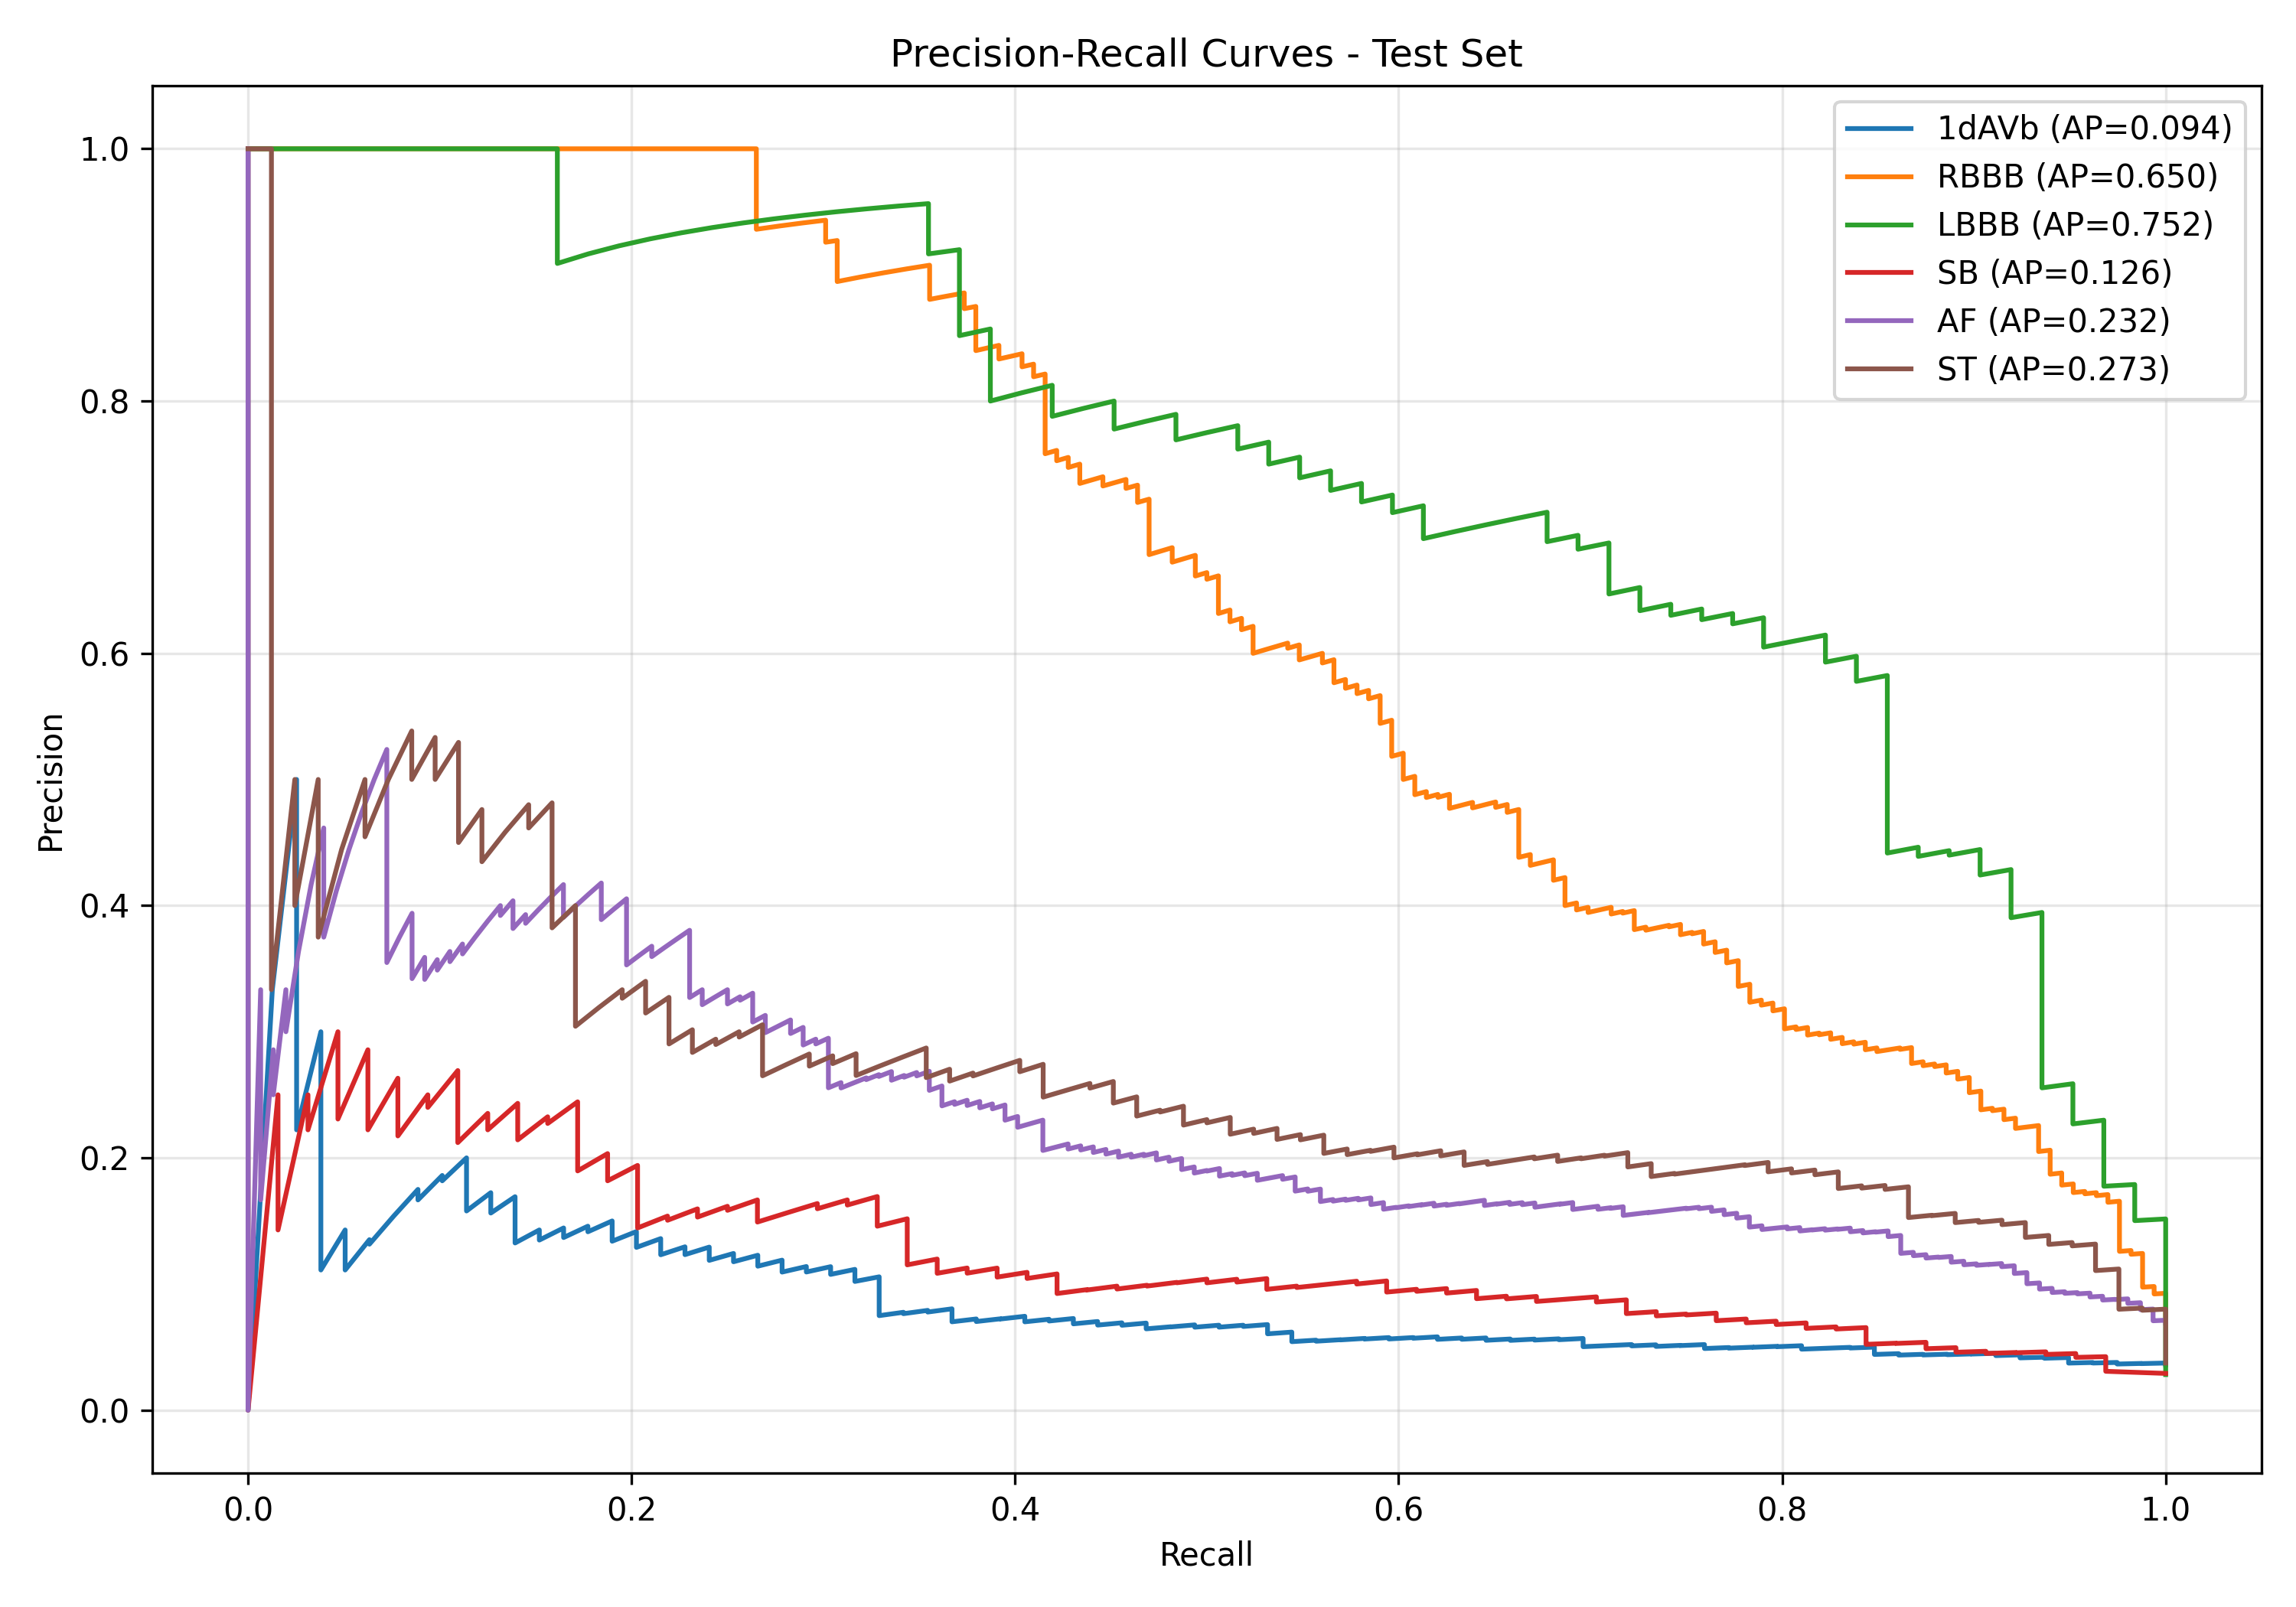 Precision-Recall Curves - Test Set
1dAVb (AP=0.094)
RBBB (AP=0.650)
LBBB (AP=0.752)
SB (AP=0.126)
AF (AP=0.232)
ST (AP=0.273)
Precision
1.0
0.8
0.6
0.4
0.2
0.0
0.0 0.2 0.4 0.6 0.8 1.0
Recall